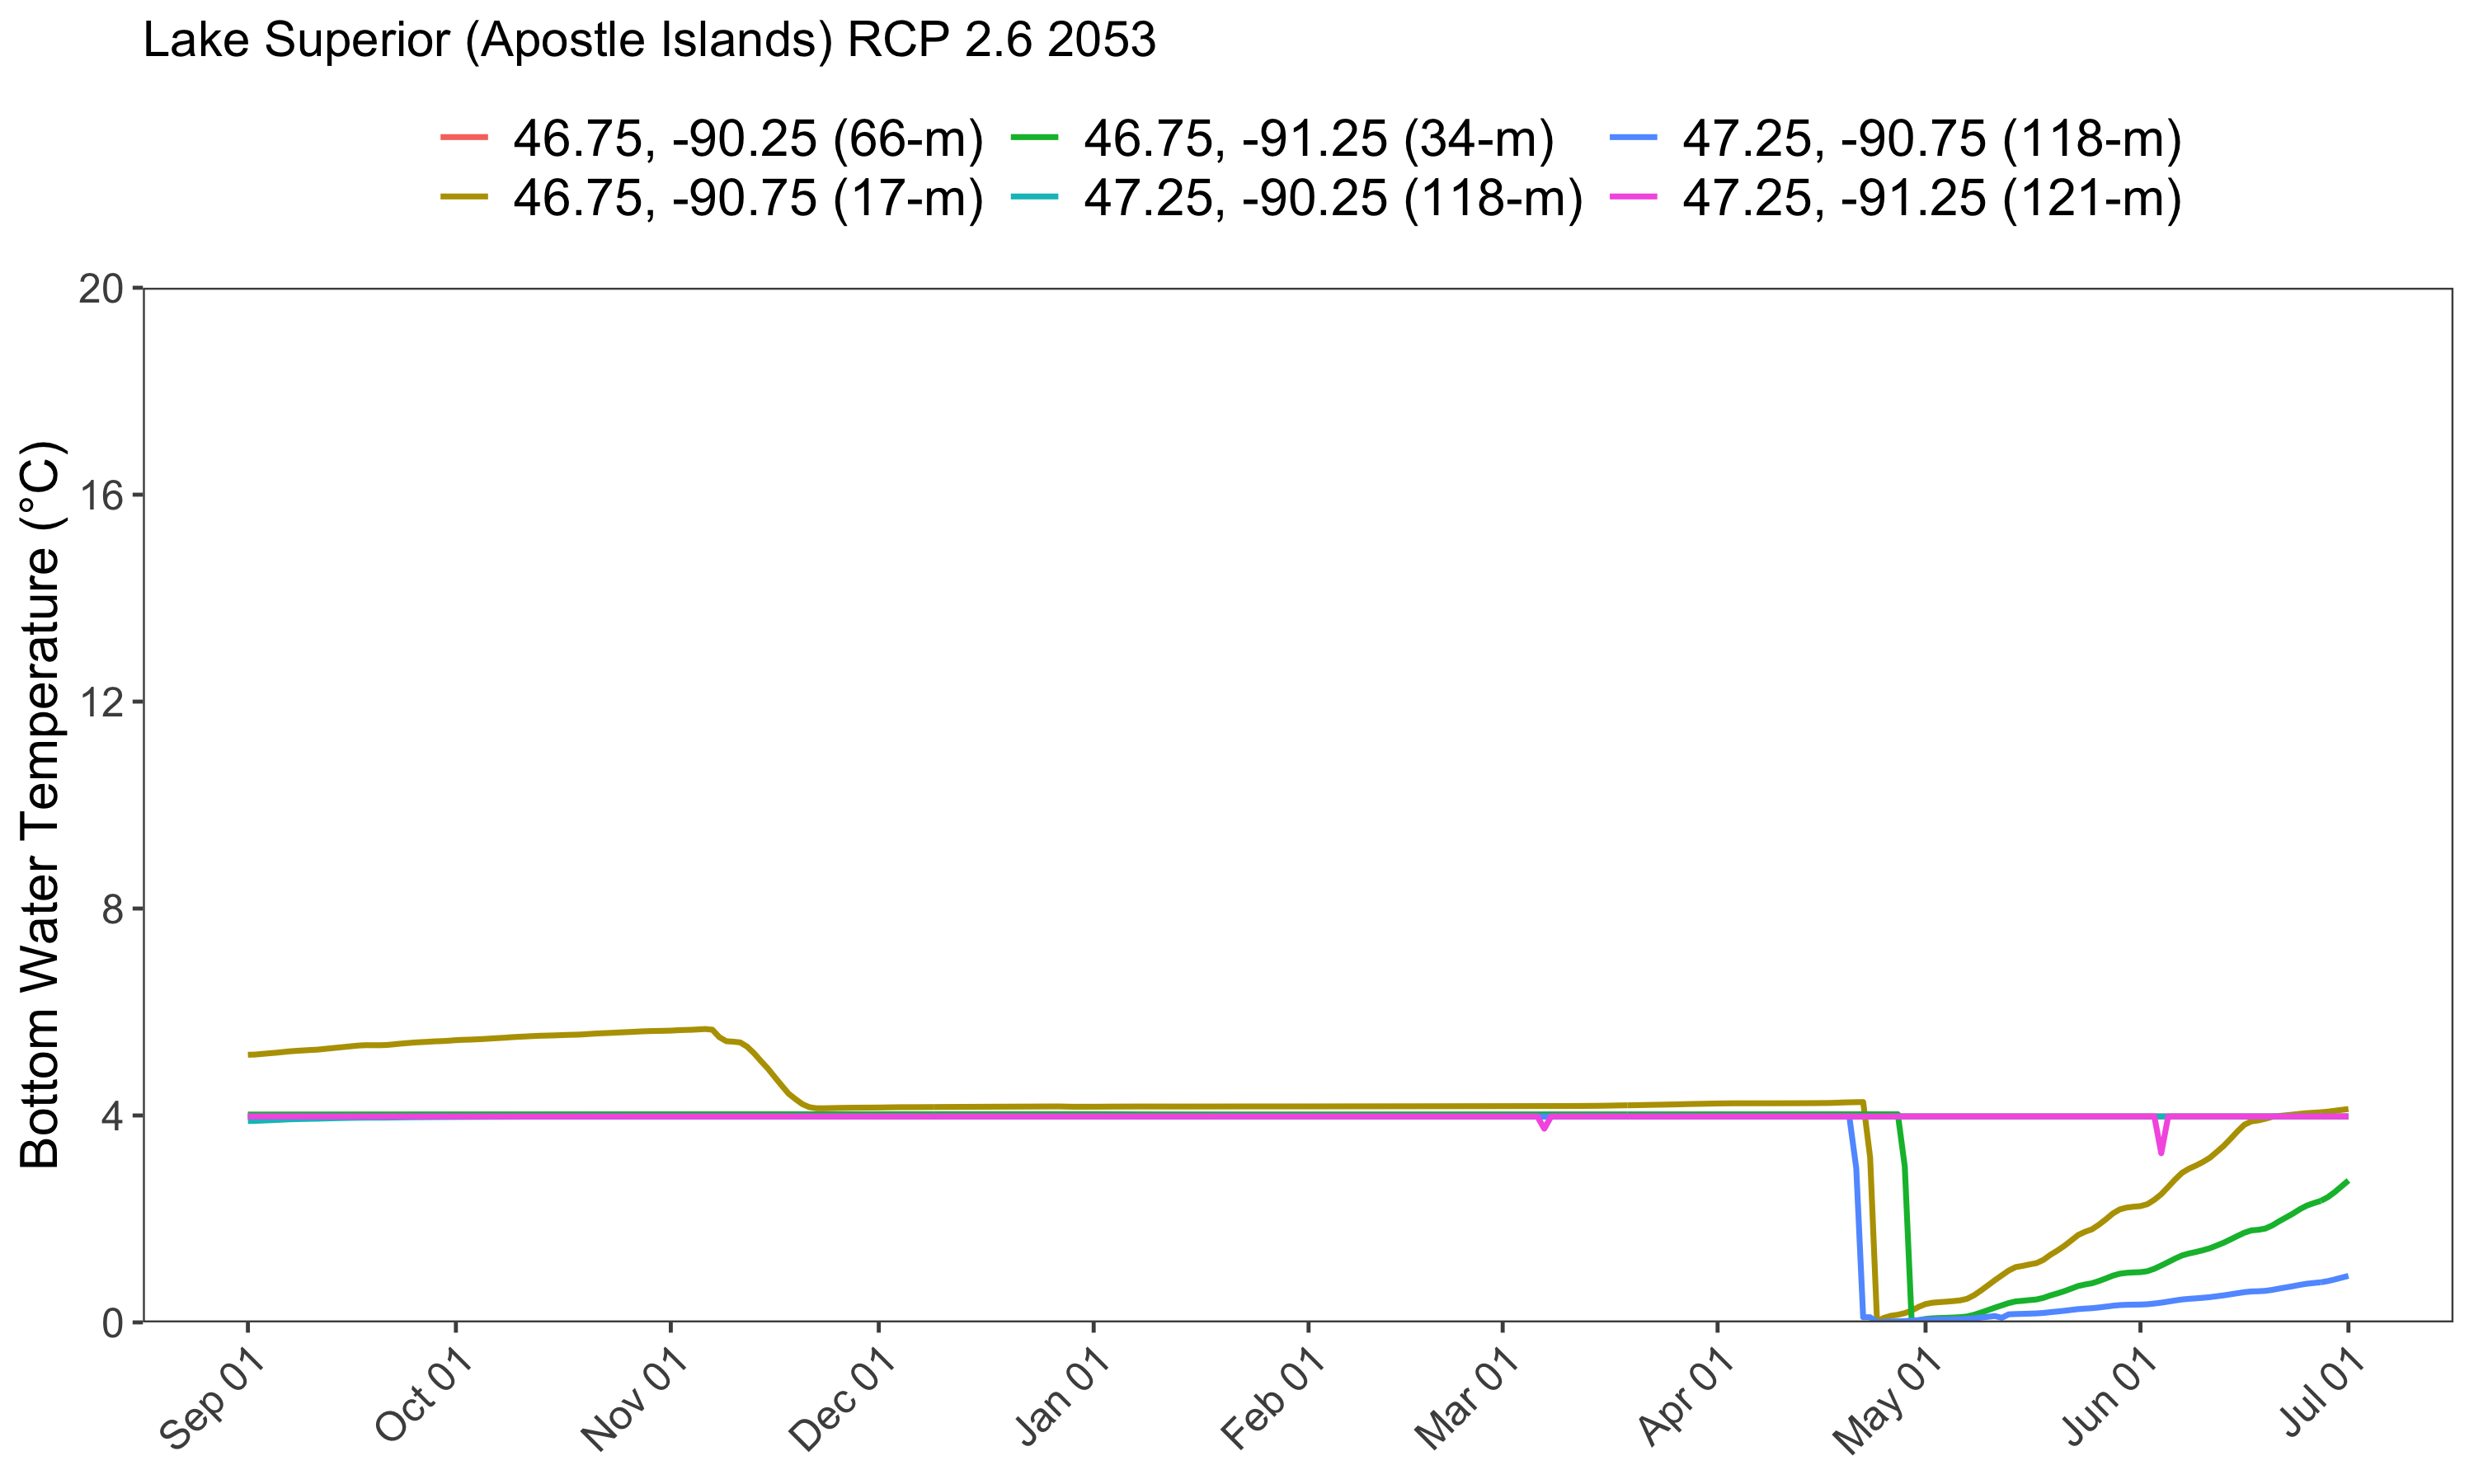 Lake Superior (Apostle Islands) RCP 2.6 2053
46.75, -90.25 (66-m) 46.75, -91.25 (34-m) 47.25, -90.75 (118-m)
46.75, -90.75 (17-m) 47.25, -90.25 (118-m) 47.25, -91.25 (121-m)
Bottom Water Temperature (°C)
20
16
12
8
4
0
Sep 01 Oct 01 Nov 01 Dec 01 Jan 01 Feb 01 Mar 01 Apr 01 May 01 Jun 01 Jul 01